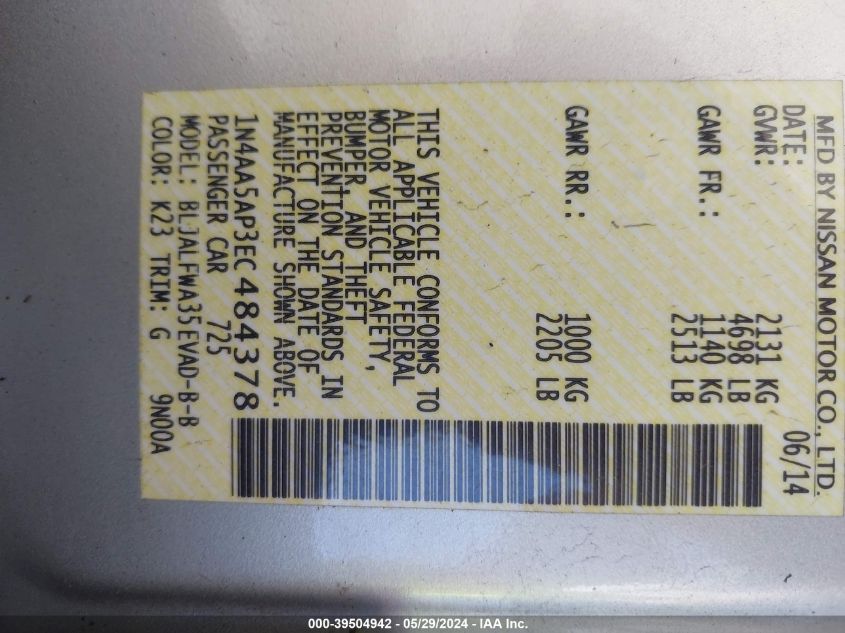 MFD BY NISSAN MOTOR CO., LTD.
DATE: 06/14
GVWR: 2131 KG
4698 LB
GAWR FR.: 1140 KG
2513 LB
GAWR RR.: 1000 KG
2205 LB
THIS VEHICLE CONFORMS TO
ALL APPLICABLE FEDERAL
MOTOR VEHICLE SAFETY,
BUMPER, AND THEFT
PREVENTION STANDARDS IN
EFFECT ON THE DATE OF
MANUFACTURE SHOWN ABOVE.
1N4AA5AP3EC484378
PASSENGER CAR 725
MODEL: BLJALFWA35EVAD-B-B
COLOR: K23 TRIM: G 9N00A
000-39504942 - 05/29/2024 - IAA Inc.